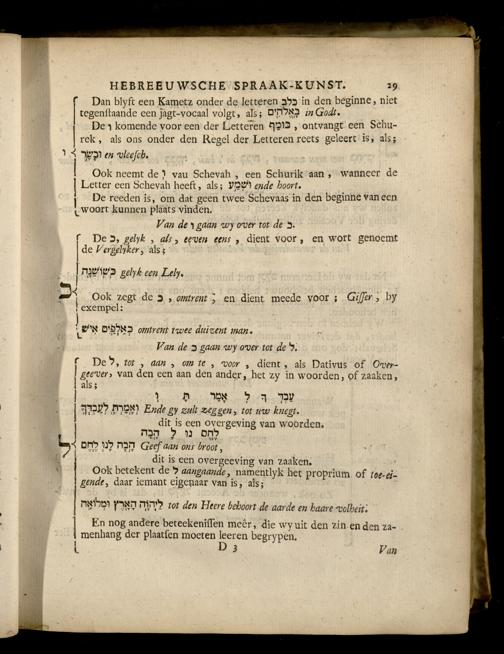 HEBREEUWSCHE SPRAAK-KUNST. 29
Dan blyft een Kametz onder de letteren כלב in den beginne, niet
tegenstaande een jagt-vocaal volgt, als; בָּאלֹהִים in Godt.
De ו komende voor een der Letteren בומף, ontvangt een Schu-
rek, als ons onder den Regel der Letteren reets geleert is, als;
ו וּבָשָׂר en vleesch.
Ook neemt de וְ vau Schevah, een Schurik aan, wanneer de
Letter een Schevah heeft, als; וּשְׁמַע ende hoort.
De reeden is, om dat geen twee Schevaas in den beginne van een
woort kunnen plaats vinden.
Van de ו gaan wy over tot de כ.
De כ, gelyk, als, eeven eens, dient voor, en wort genoemt
de Vergelyker, als;
כְּשׁוֹשַׁנָּה gelyk een Lely.
כ
Ook zegt de כ, omtrent; en dient meede voor; Gisser, by
exempel:
כְּאַלְפַּיִם אִישׁ omtrent twee duizent man.
Van de כ gaan wy over tot de ל.
De ל, tot, aan, om te, voor, dient, als Dativus of Over-
geever, van den een aan den ander, het zy in woorden, of zaaken,
als;
עֶבֶד ךָ לְ אָמַר תָּ וְ
וְאָמַרְתָּ לְעַבְדֶּךָ Ende gy zult zeggen, tot uw knegt.
dit is een overgeving van woorden.
לֶחֶם נוּ לָ הָבָה
ל הָבָה לָנוּ לֶחֶם Geef aan ons broot,
dit is een overgeeving van zaaken.
Ook betekent de ל aangaande, namentlyk het proprium of toe-ei-
gende, daar iemant eigenaar van is, als;
לַיהֹוָה הָאָרֶץ וּמְלוֹאָהּ tot den Heere behoort de aarde en haare volheit.
En nog andere beteekenissen meer, die wy uit den zin en den za-
menhang der plaatsen moeten leeren begrypen.
D 3 Van